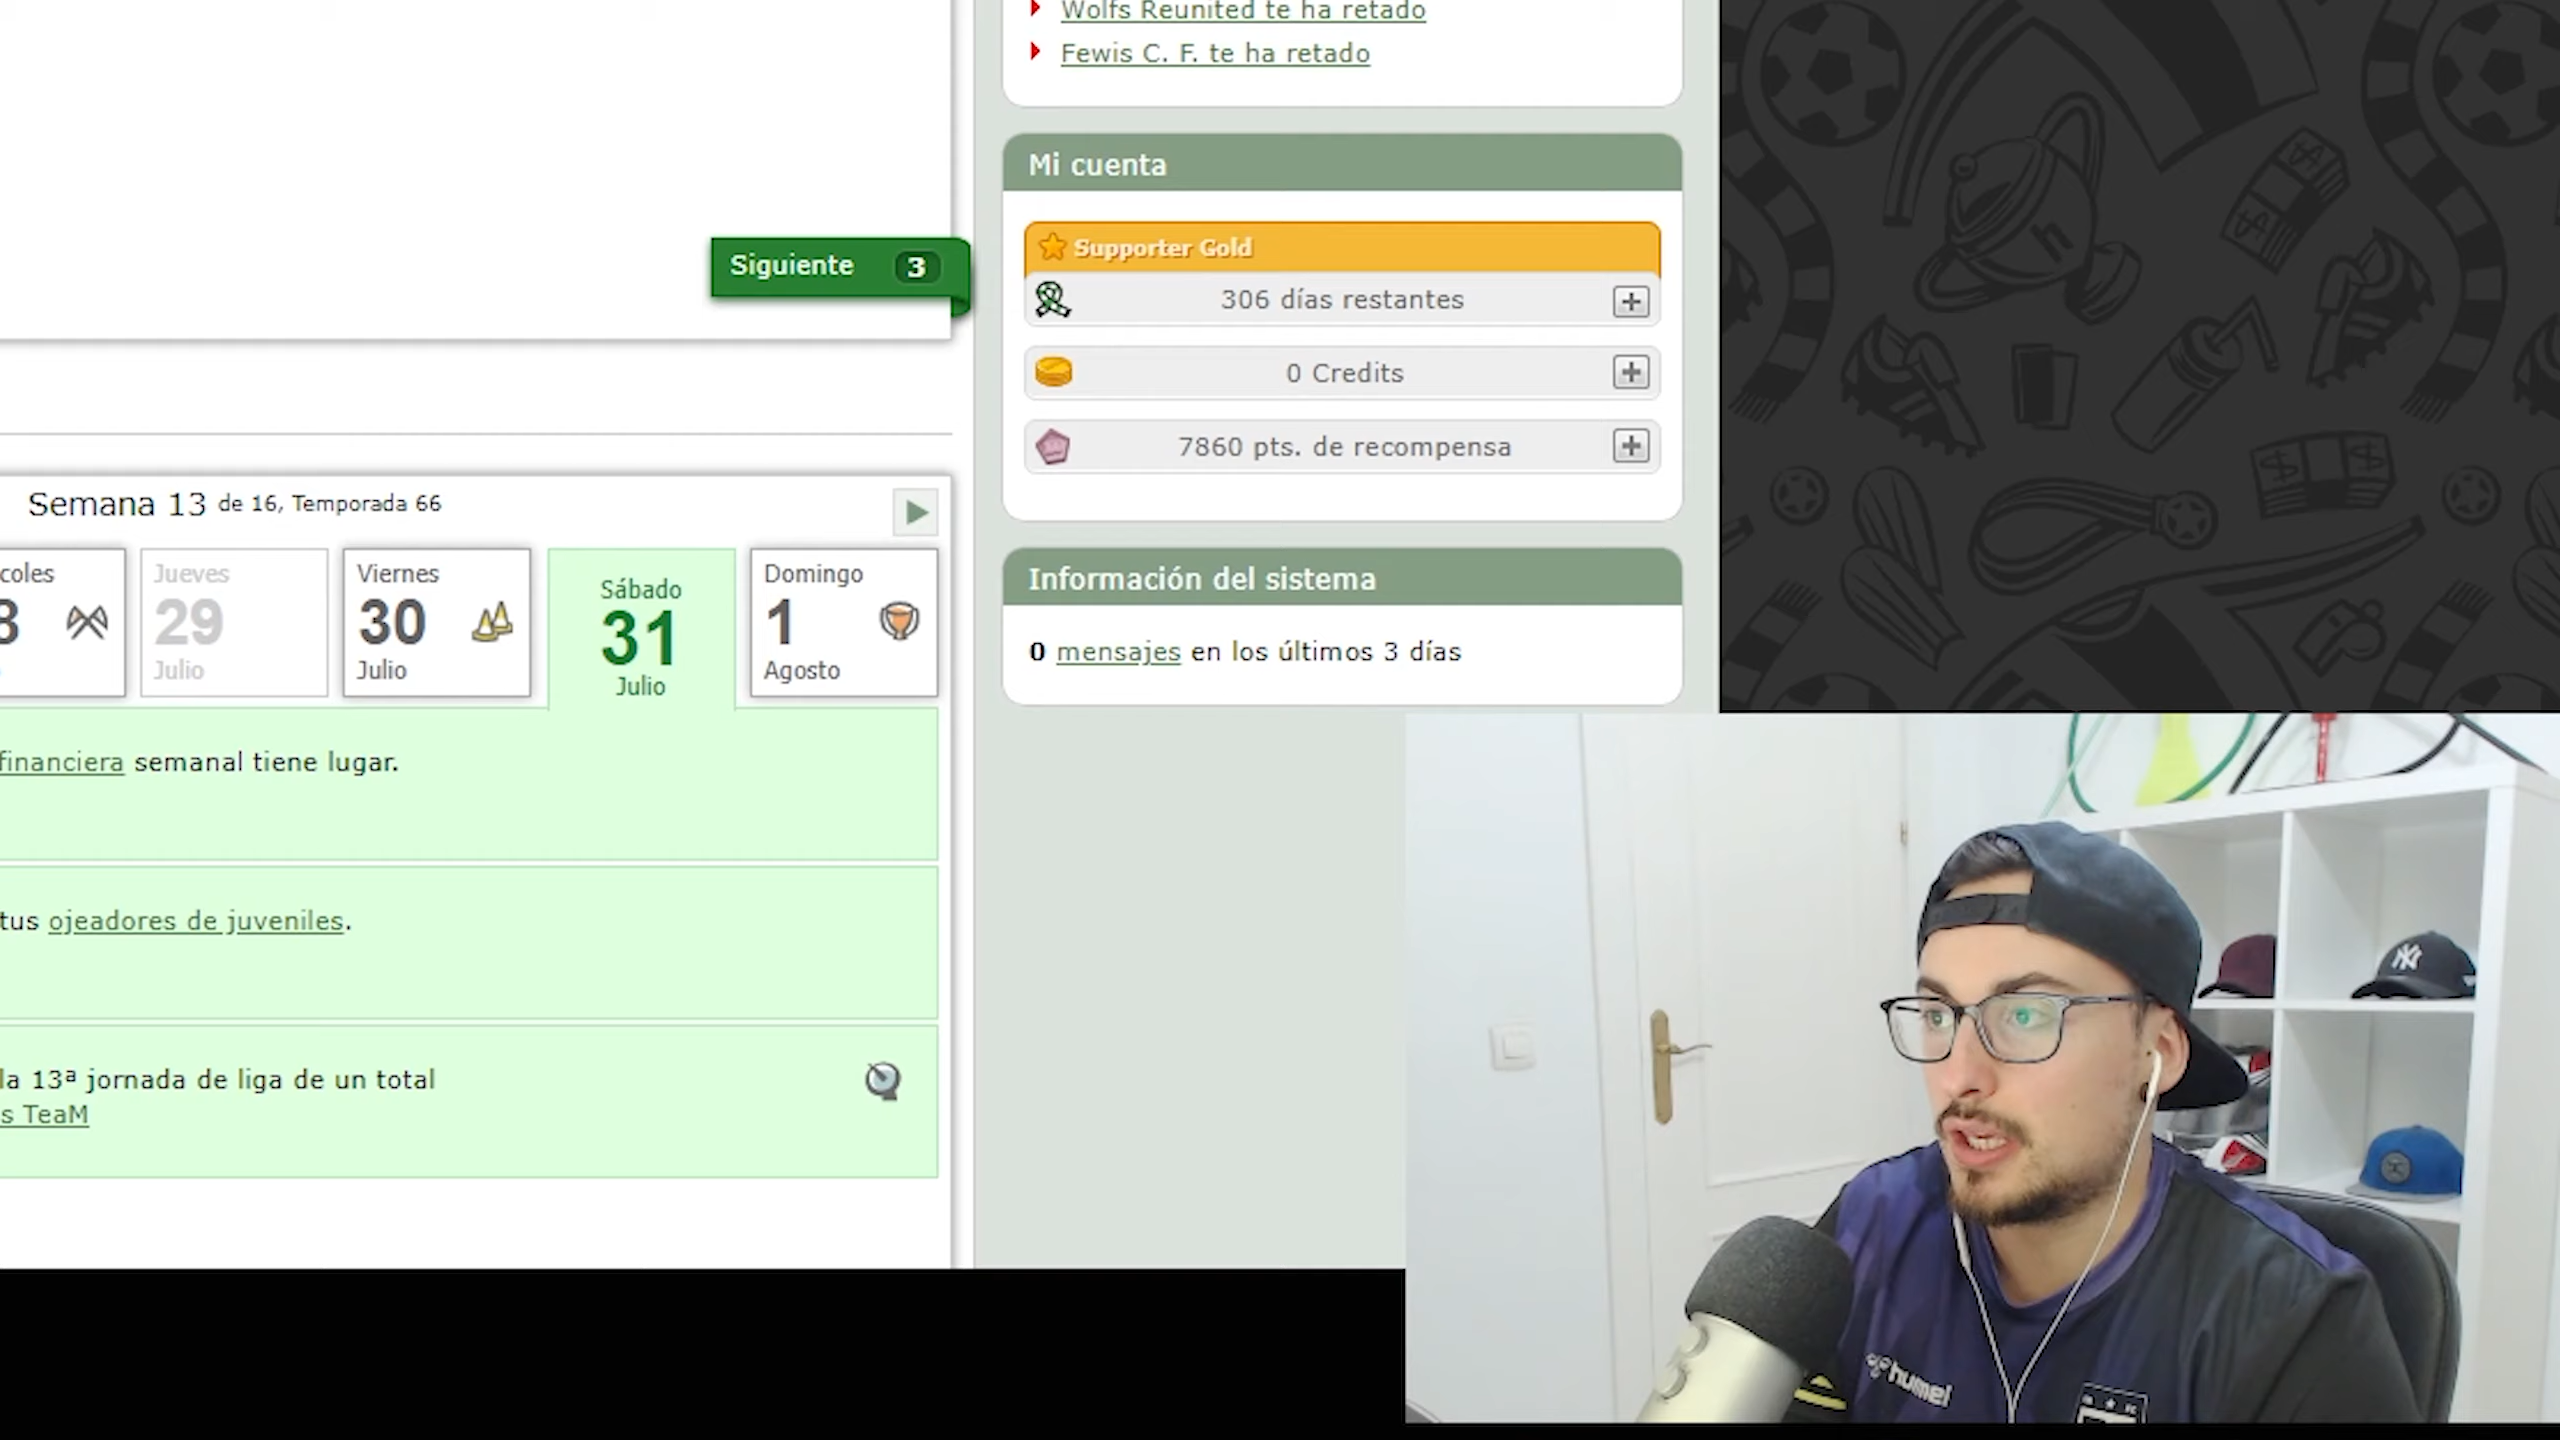 Wolfs Reunited te ha retado
Fewis C. F. te ha retado
Mi cuenta
Supporter Gold
306 días restantes
0 Credits
7860 pts. de recompensa
Siguiente 3
Semana 13 de 16, Temporada 66
coles
8
Jueves
29
Julio
Viernes
30
Julio
Sábado
31
Julio
Domingo
1
Agosto
Información del sistema
0 mensajes en los últimos 3 días
financiera semanal tiene lugar.
tus ojeadores de juveniles.
la 13ª jornada de liga de un total
s TeaM
NY
hummel